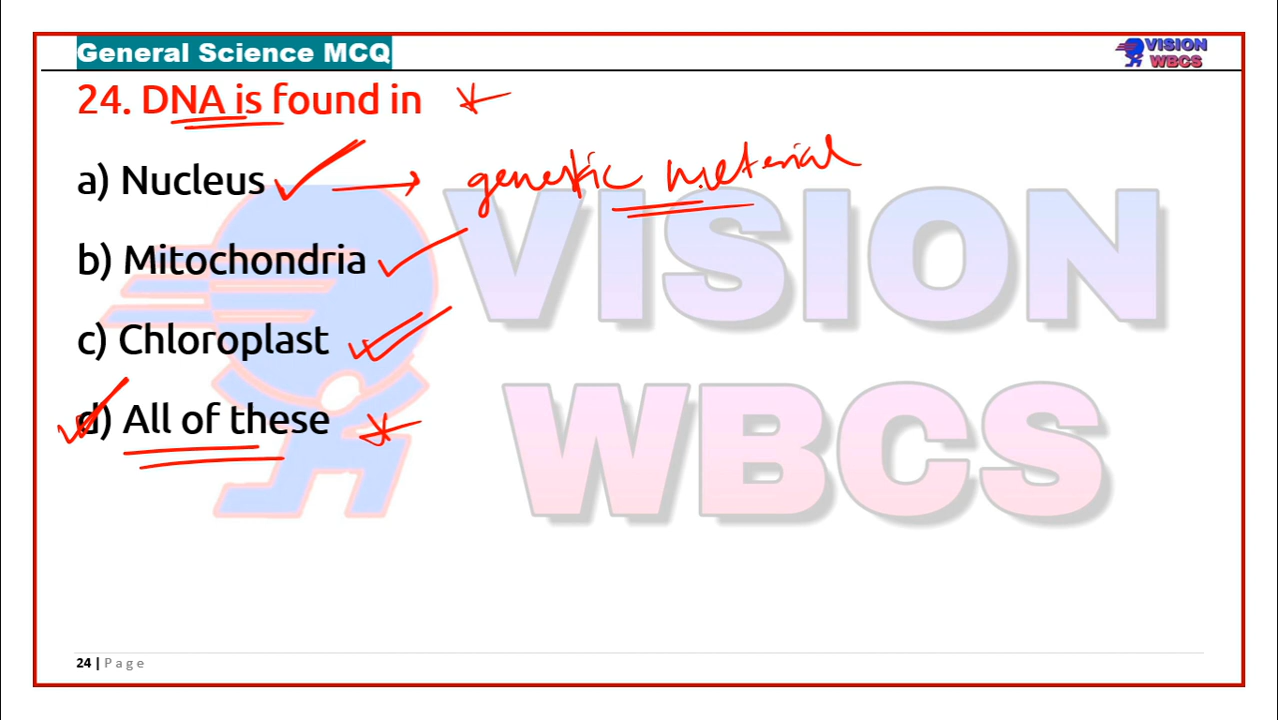 General Science MCQ
VISION
WBCS
24. DNA is found in
a) Nucleus → genetic material
b) Mitochondria
c) Chloroplast
d) All of these
VISION
WBCS
24 | Page